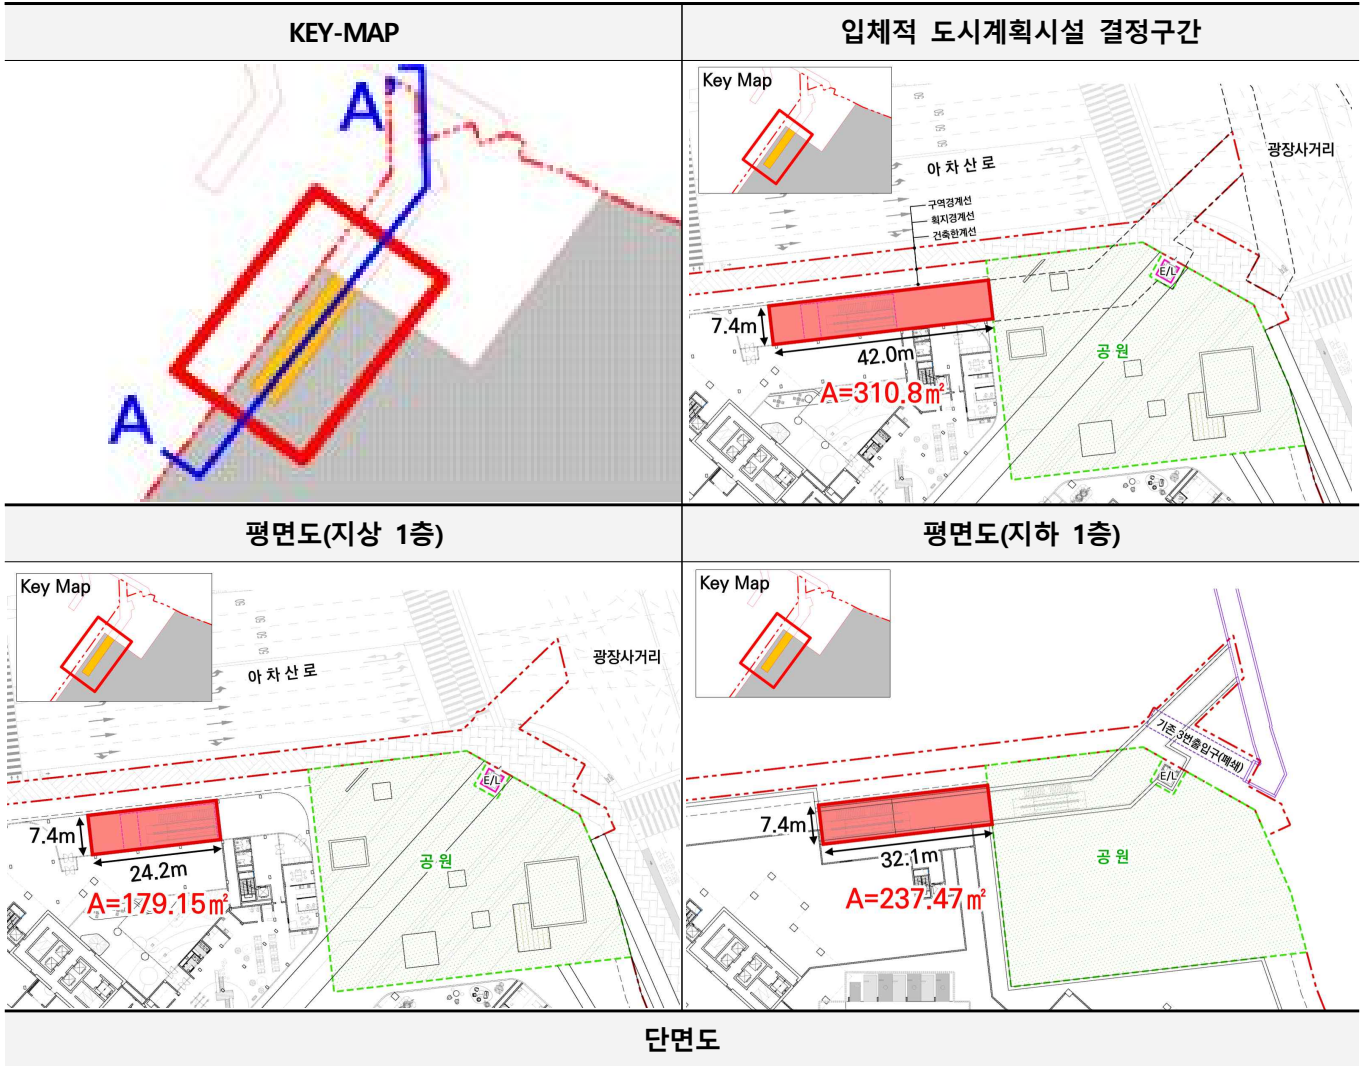 KEY-MAP
입체적 도시계획시설 결정구간
A
A
Key Map
아차산로
광장사거리
구역경계선
획지경계선
건축한계선
E/L
7.4m
42.0m
A=310.8㎡
공원
평면도(지상 1층)
평면도(지하 1층)
Key Map
아차산로
광장사거리
E/L
7.4m
24.2m
A=179.15㎡
공원
Key Map
기존 3번출입구(폐쇄)
E/L
7.4m
32.1m
A=237.47㎡
공원
단면도